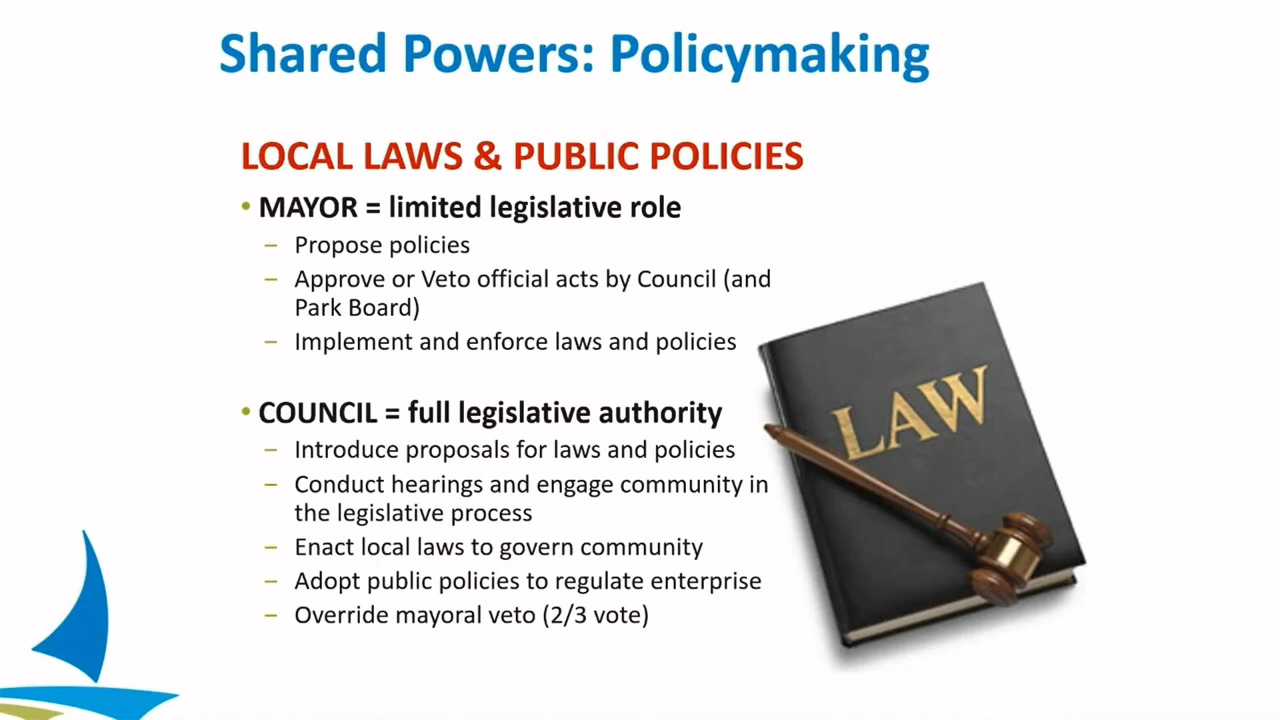 Shared Powers: Policymaking
LOCAL LAWS & PUBLIC POLICIES
• MAYOR = limited legislative role
– Propose policies
– Approve or Veto official acts by Council (and
Park Board)
– Implement and enforce laws and policies
• COUNCIL = full legislative authority
– Introduce proposals for laws and policies
– Conduct hearings and engage community in
the legislative process
– Enact local laws to govern community
– Adopt public policies to regulate enterprise
– Override mayoral veto (2/3 vote)
LAW